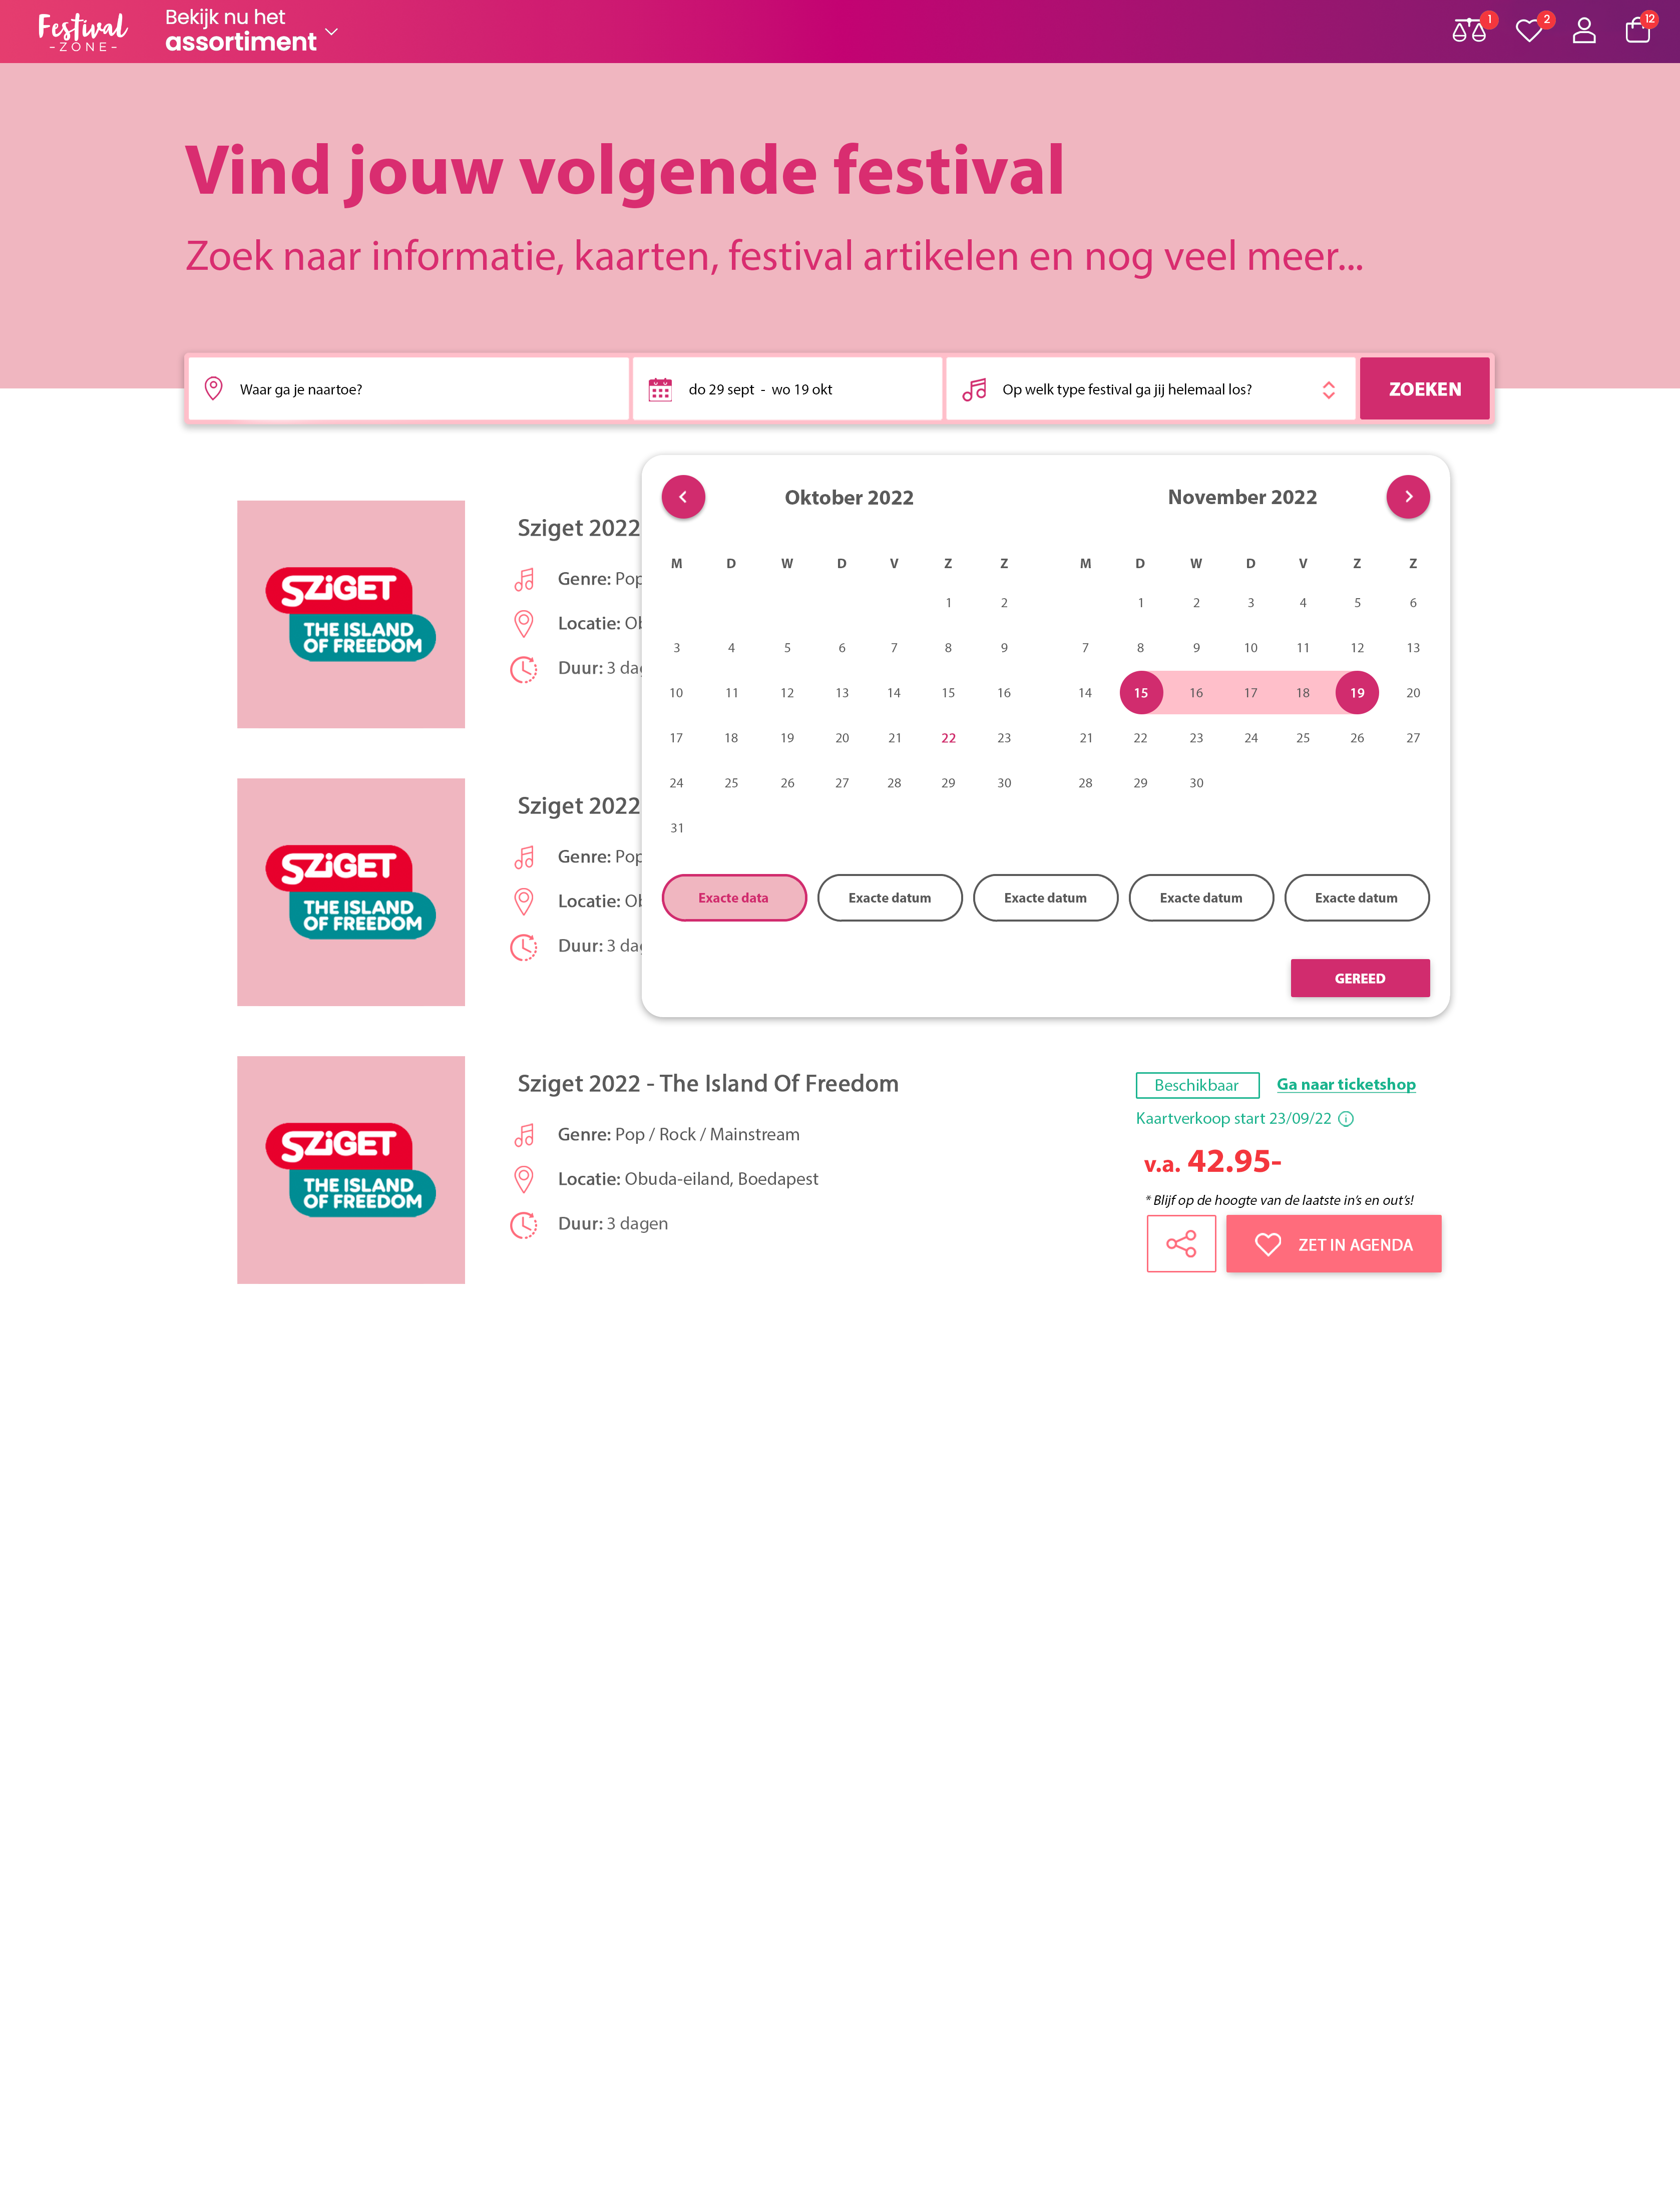 Festival
-ZONE-
Bekijk nu het
assortiment
1
2
12
Vind jouw volgende festival
Zoek naar informatie, kaarten, festival artikelen en nog veel meer...
Waar ga je naartoe?
do 29 sept - wo 19 okt
Op welk type festival ga jij helemaal los?
ZOEKEN
SZiGET
THE ISLAND
OF FREEDOM
Sziget 2022
Genre: Pop
Locatie: Ob
Duur: 3 dag
SZiGET
THE ISLAND
OF FREEDOM
Sziget 2022
Genre: Pop
Locatie: Ob
Duur: 3 dag
Oktober 2022
M D W D V Z Z
1 2
3 4 5 6 7 8 9
10 11 12 13 14 15 16
17 18 19 20 21 22 23
24 25 26 27 28 29 30
31
November 2022
M D W D V Z Z
1 2 3 4 5 6
7 8 9 10 11 12 13
14 15 16 17 18 19 20
21 22 23 24 25 26 27
28 29 30
Exacte data
Exacte datum
Exacte datum
Exacte datum
Exacte datum
GEREED
SZiGET
THE ISLAND
OF FREEDOM
Sziget 2022 - The Island Of Freedom
Genre: Pop / Rock / Mainstream
Locatie: Obuda-eiland, Boedapest
Duur: 3 dagen
Beschikbaar
Ga naar ticketshop
Kaartverkoop start 23/09/22
v.a. 42.95-
* Blijf op de hoogte van de laatste in's en out's!
ZET IN AGENDA